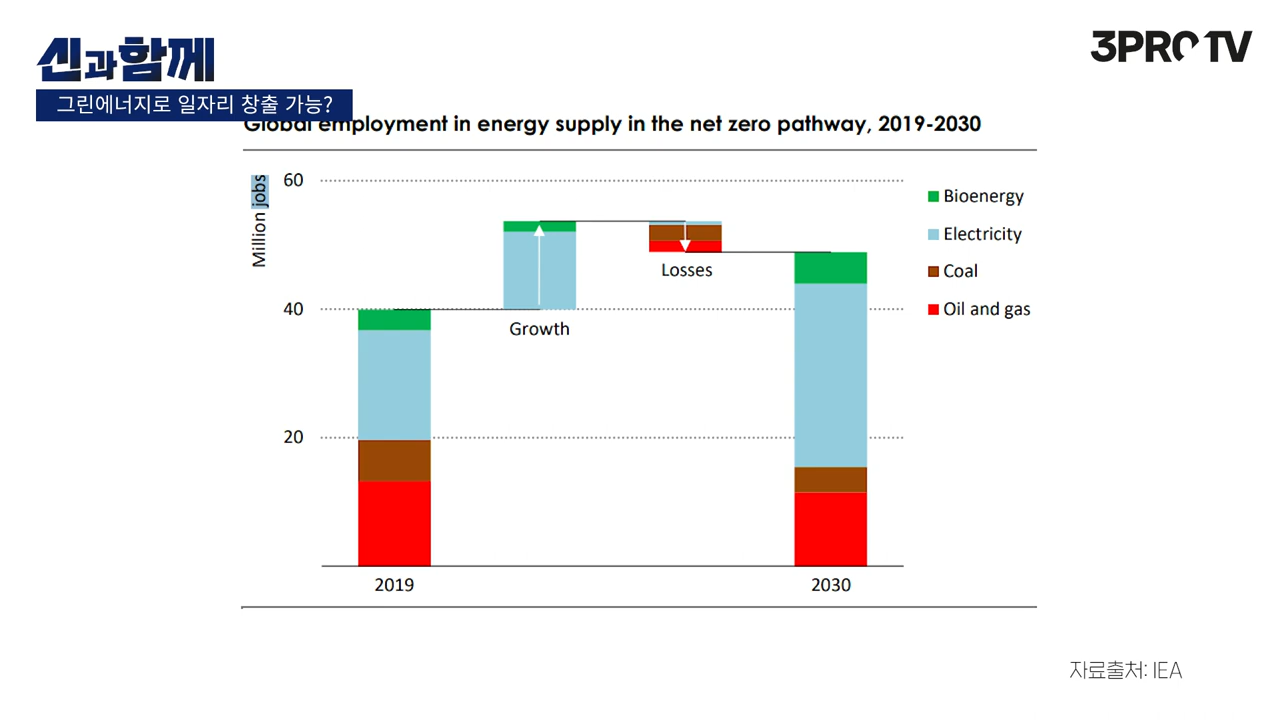 신과함께
3PRO TV
그린에너지로 일자리 창출 가능?
Global employment in energy supply in the net zero pathway, 2019-2030
Million jobs
60
40
20
Growth
Losses
2019
2030
Bioenergy
Electricity
Coal
Oil and gas
자료출처: IEA